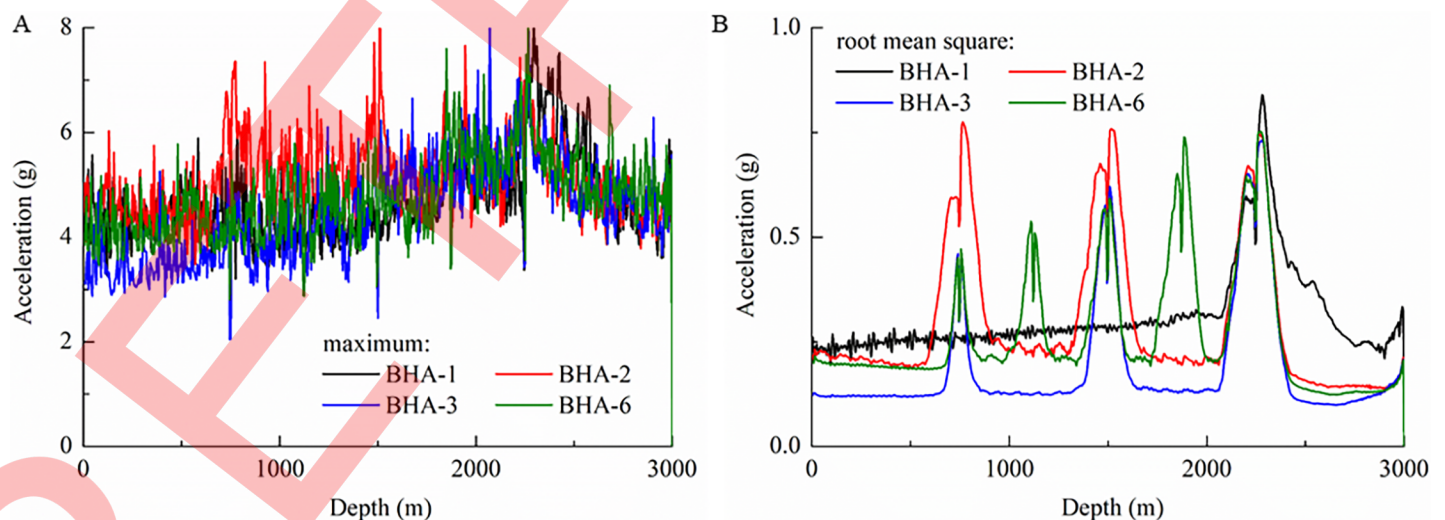 A
8
6
4
2
0
Acceleration (g)
maximum:
BHA-1 BHA-2
BHA-3 BHA-6
0 1000 2000 3000
Depth (m)
B
1.0
0.5
0.0
Acceleration (g)
root mean square:
BHA-1 BHA-2
BHA-3 BHA-6
0 1000 2000 3000
Depth (m)